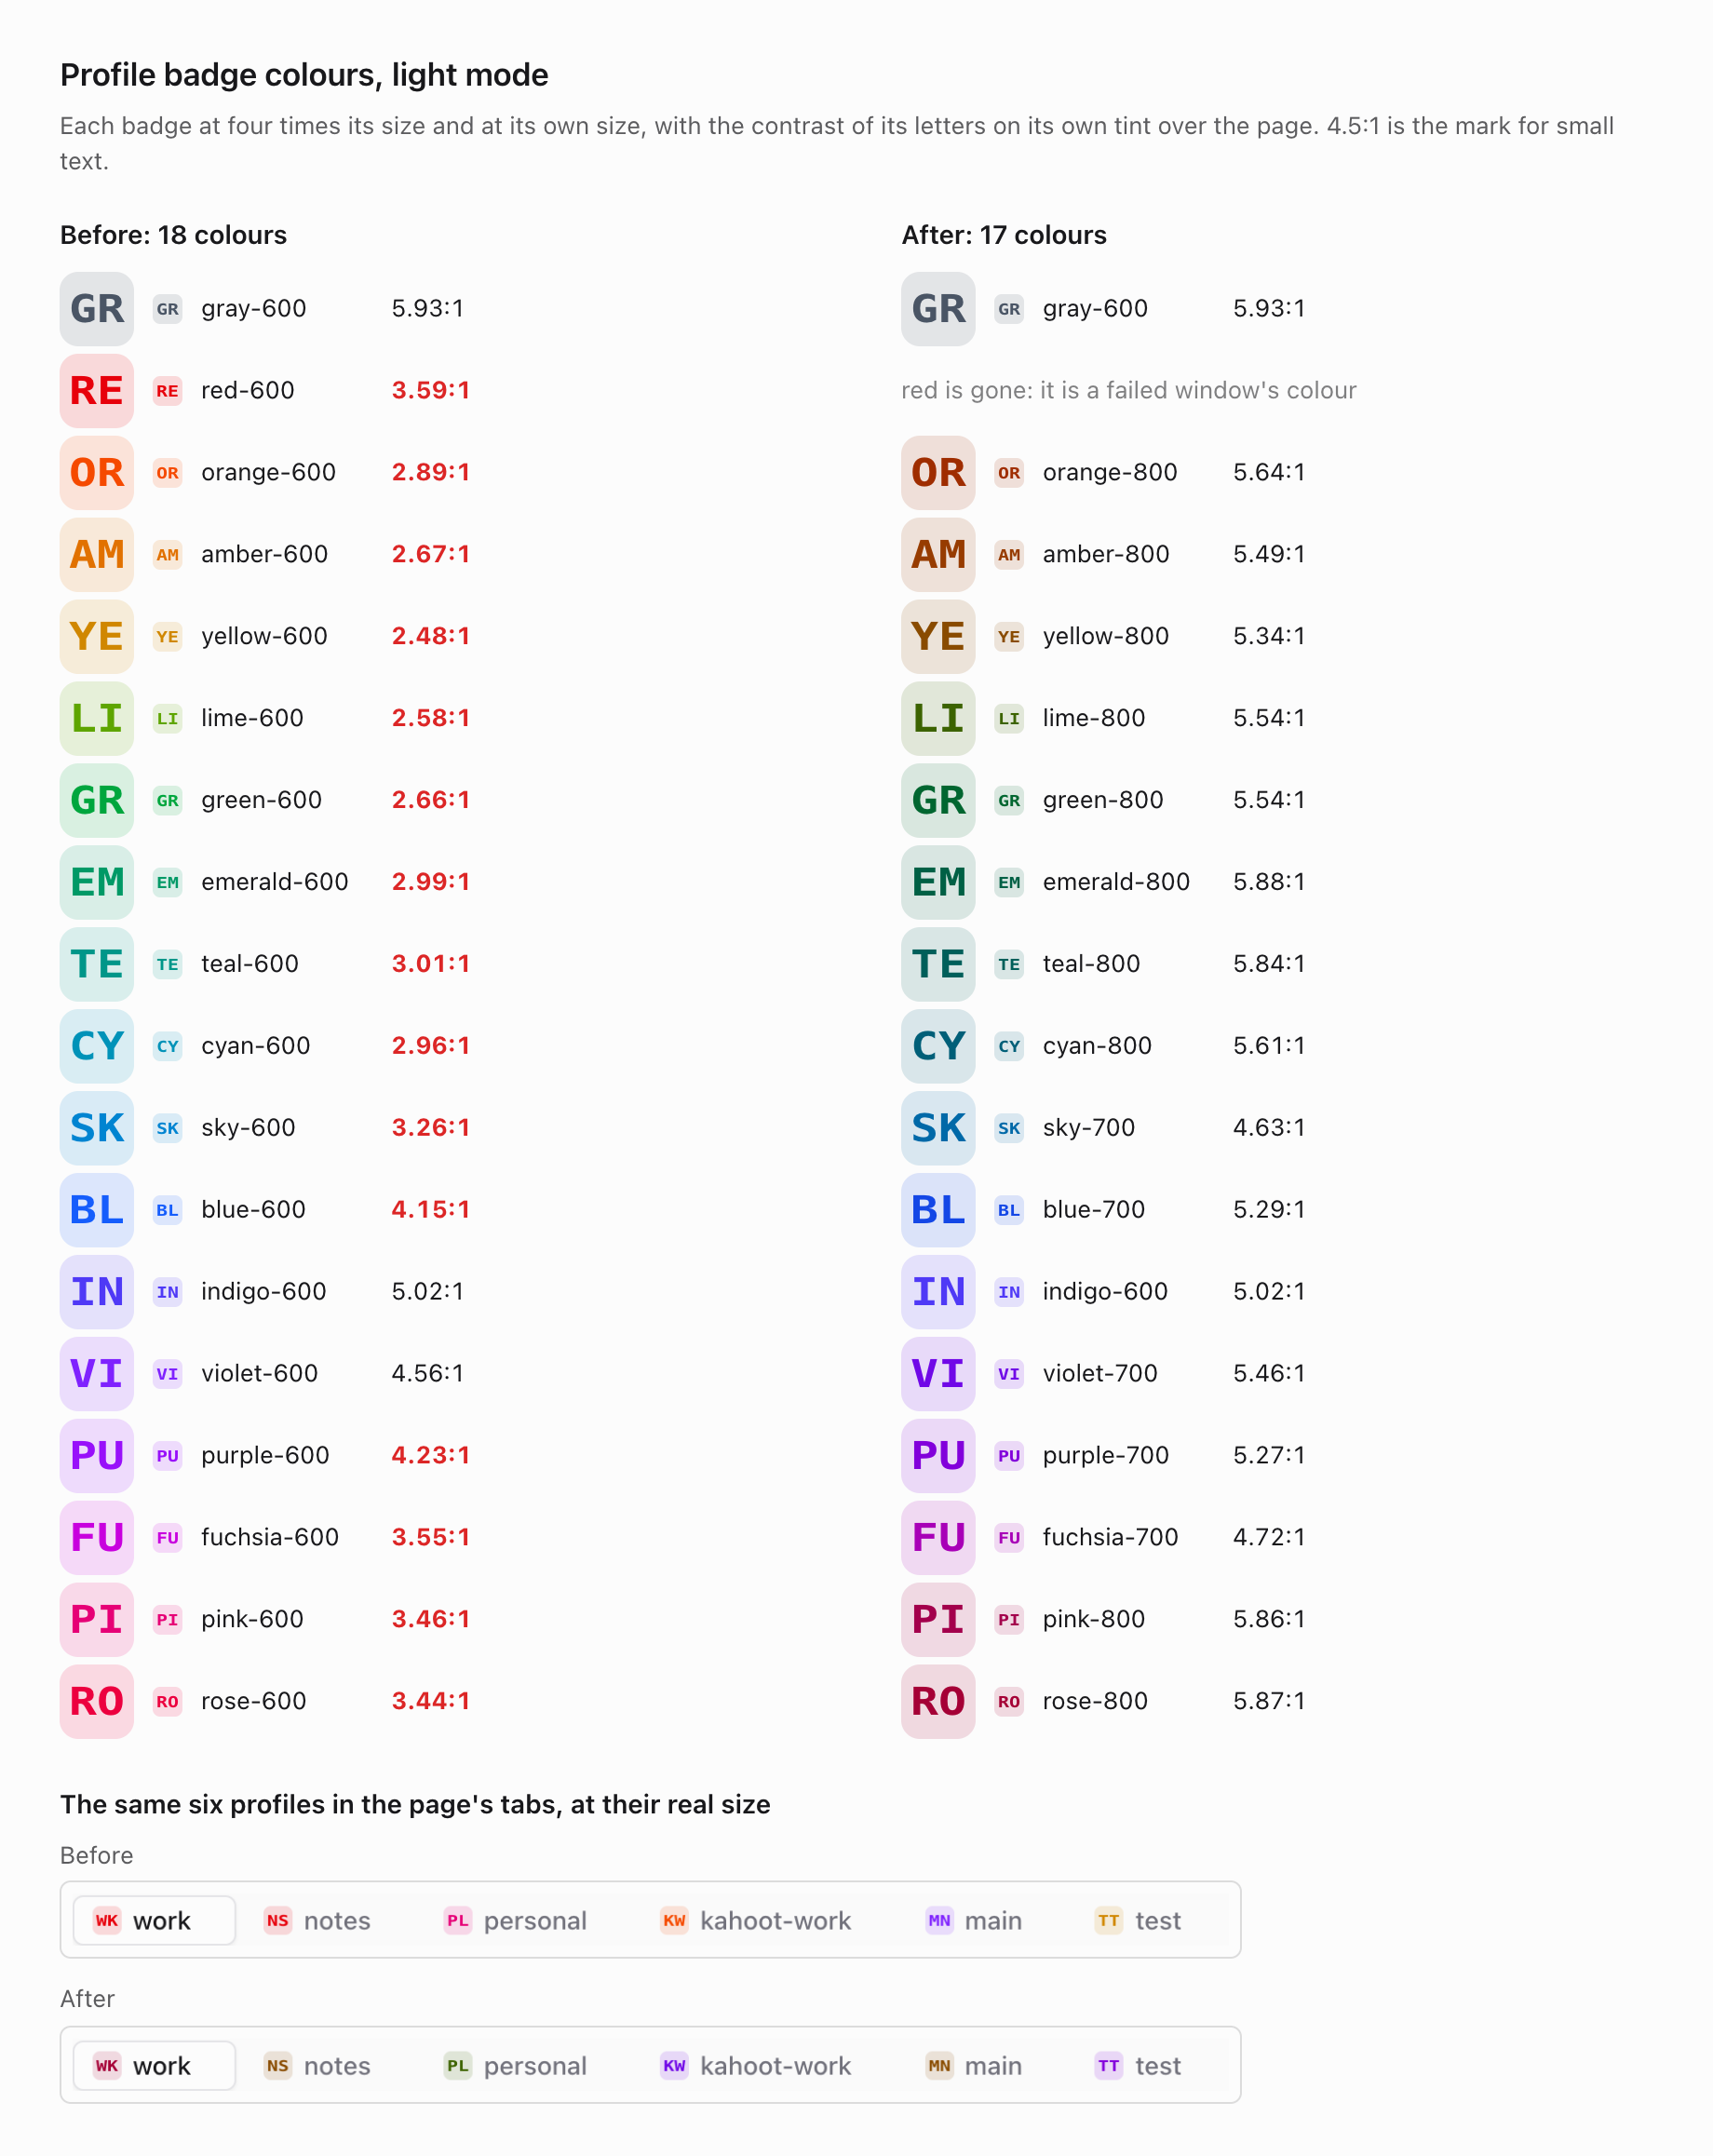 Profile badge colours, light mode
Each badge at four times its size and at its own size, with the contrast of its letters on its own tint over the page. 4.5:1 is the mark for small
text.
Before: 18 colours
GR GR gray-600 5.93:1
RE RE red-600 3.59:1
OR OR orange-600 2.89:1
AM AM amber-600 2.67:1
YE YE yellow-600 2.48:1
LI LI lime-600 2.58:1
GR GR green-600 2.66:1
EM EM emerald-600 2.99:1
TE TE teal-600 3.01:1
CY CY cyan-600 2.96:1
SK SK sky-600 3.26:1
BL BL blue-600 4.15:1
IN IN indigo-600 5.02:1
VI VI violet-600 4.56:1
PU PU purple-600 4.23:1
FU FU fuchsia-600 3.55:1
PI PI pink-600 3.46:1
RO RO rose-600 3.44:1
After: 17 colours
GR GR gray-600 5.93:1
red is gone: it is a failed window's colour
OR OR orange-800 5.64:1
AM AM amber-800 5.49:1
YE YE yellow-800 5.34:1
LI LI lime-800 5.54:1
GR GR green-800 5.54:1
EM EM emerald-800 5.88:1
TE TE teal-800 5.84:1
CY CY cyan-800 5.61:1
SK SK sky-700 4.63:1
BL BL blue-700 5.29:1
IN IN indigo-600 5.02:1
VI VI violet-700 5.46:1
PU PU purple-700 5.27:1
FU FU fuchsia-700 4.72:1
PI PI pink-800 5.86:1
RO RO rose-800 5.87:1
The same six profiles in the page's tabs, at their real size
Before
WK work NS notes PL personal KW kahoot-work MN main TT test
After
WK work NS notes PL personal KW kahoot-work MN main TT test